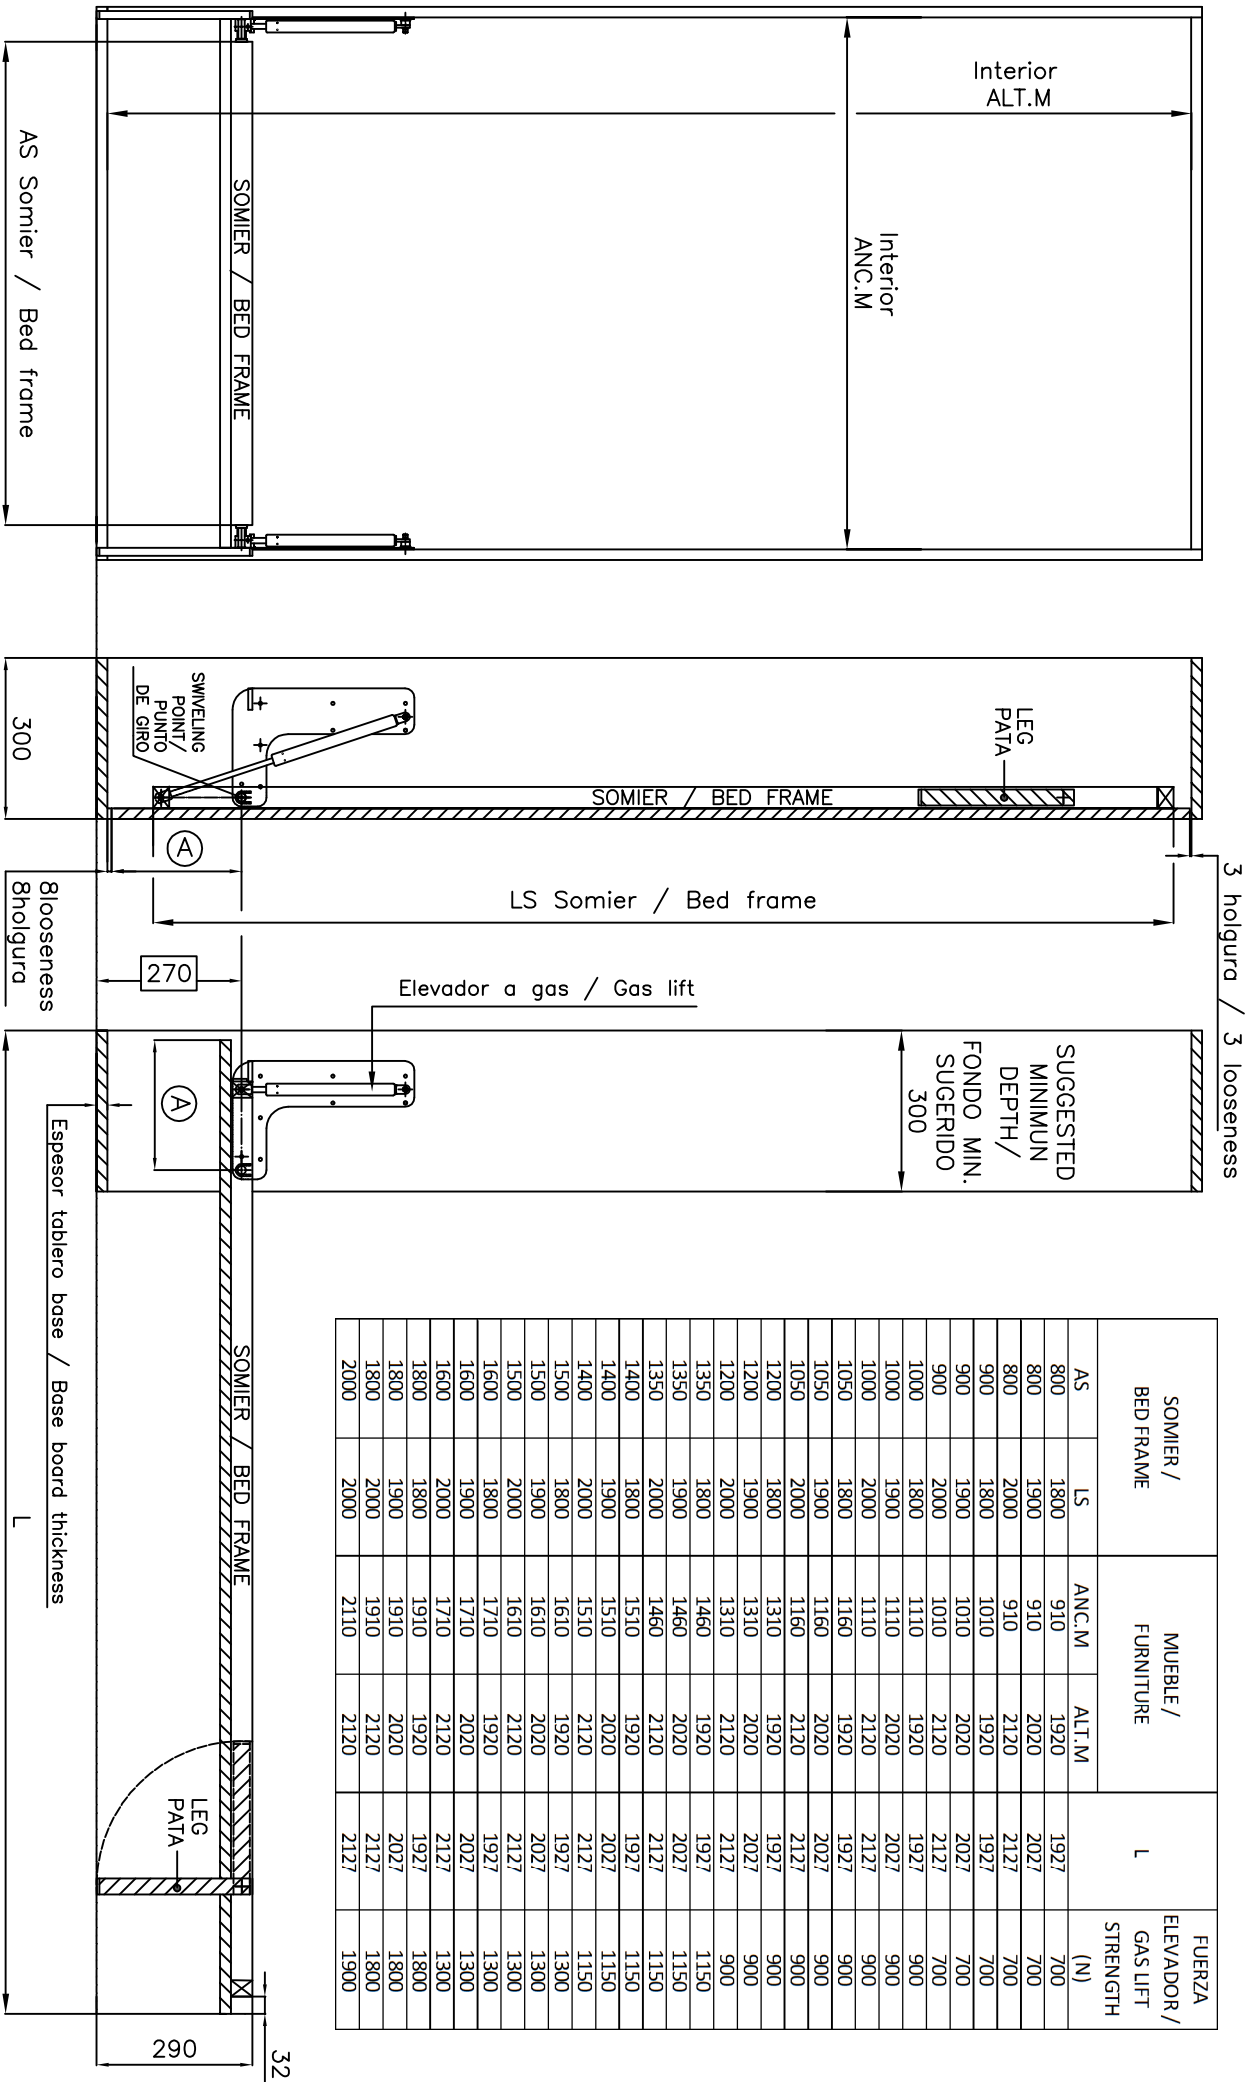 Interior
ALT.M
Interior
ANC.M
SOMIER / BED FRAME
AS Somier / Bed frame
3 holgura / 3 looseness
LEG
PATA
SOMIER / BED FRAME
SWIVELING
POINT/
PUNTO
DE GIRO
300
A
LS Somier / Bed frame
8looseness
8holgura
270
Elevador a gas / Gas lift
SUGGESTED
MINIMUN
DEPTH/
FONDO MIN.
SUGERIDO
300
A
Espesor tablero base / Base board thickness
SOMIER / BED FRAME
LEG
PATA
L
290
32
SOMIER /
BED FRAME
MUEBLE /
FURNITURE
L
FUERZA
ELEVADOR /
GAS LIFT
STRENGTH
AS LS ANC.M ALT.M (N)
800 1800 910 1920 1927 700
800 1900 910 2020 2027 700
800 2000 910 2120 2127 700
900 1800 1010 1920 1927 700
900 1900 1010 2020 2027 700
900 2000 1010 2120 2127 700
1000 1800 1110 1920 1927 900
1000 1900 1110 2020 2027 900
1000 2000 1110 2120 2127 900
1050 1800 1160 1920 1927 900
1050 1900 1160 2020 2027 900
1050 2000 1160 2120 2127 900
1200 1800 1310 1920 1927 900
1200 1900 1310 2020 2027 900
1200 2000 1310 2120 2127 900
1350 1800 1460 1920 1927 1150
1350 1900 1460 2020 2027 1150
1350 2000 1460 2120 2127 1150
1400 1800 1510 1920 1927 1150
1400 1900 1510 2020 2027 1150
1400 2000 1510 2120 2127 1150
1500 1800 1610 1920 1927 1300
1500 1900 1610 2020 2027 1300
1500 2000 1610 2120 2127 1300
1600 1800 1710 1920 1927 1300
1600 1900 1710 2020 2027 1300
1600 2000 1710 2120 2127 1300
1800 1800 1910 1920 1927 1800
1800 1900 1910 2020 2027 1800
1800 2000 1910 2120 2127 1800
2000 2000 2110 2120 2127 1900